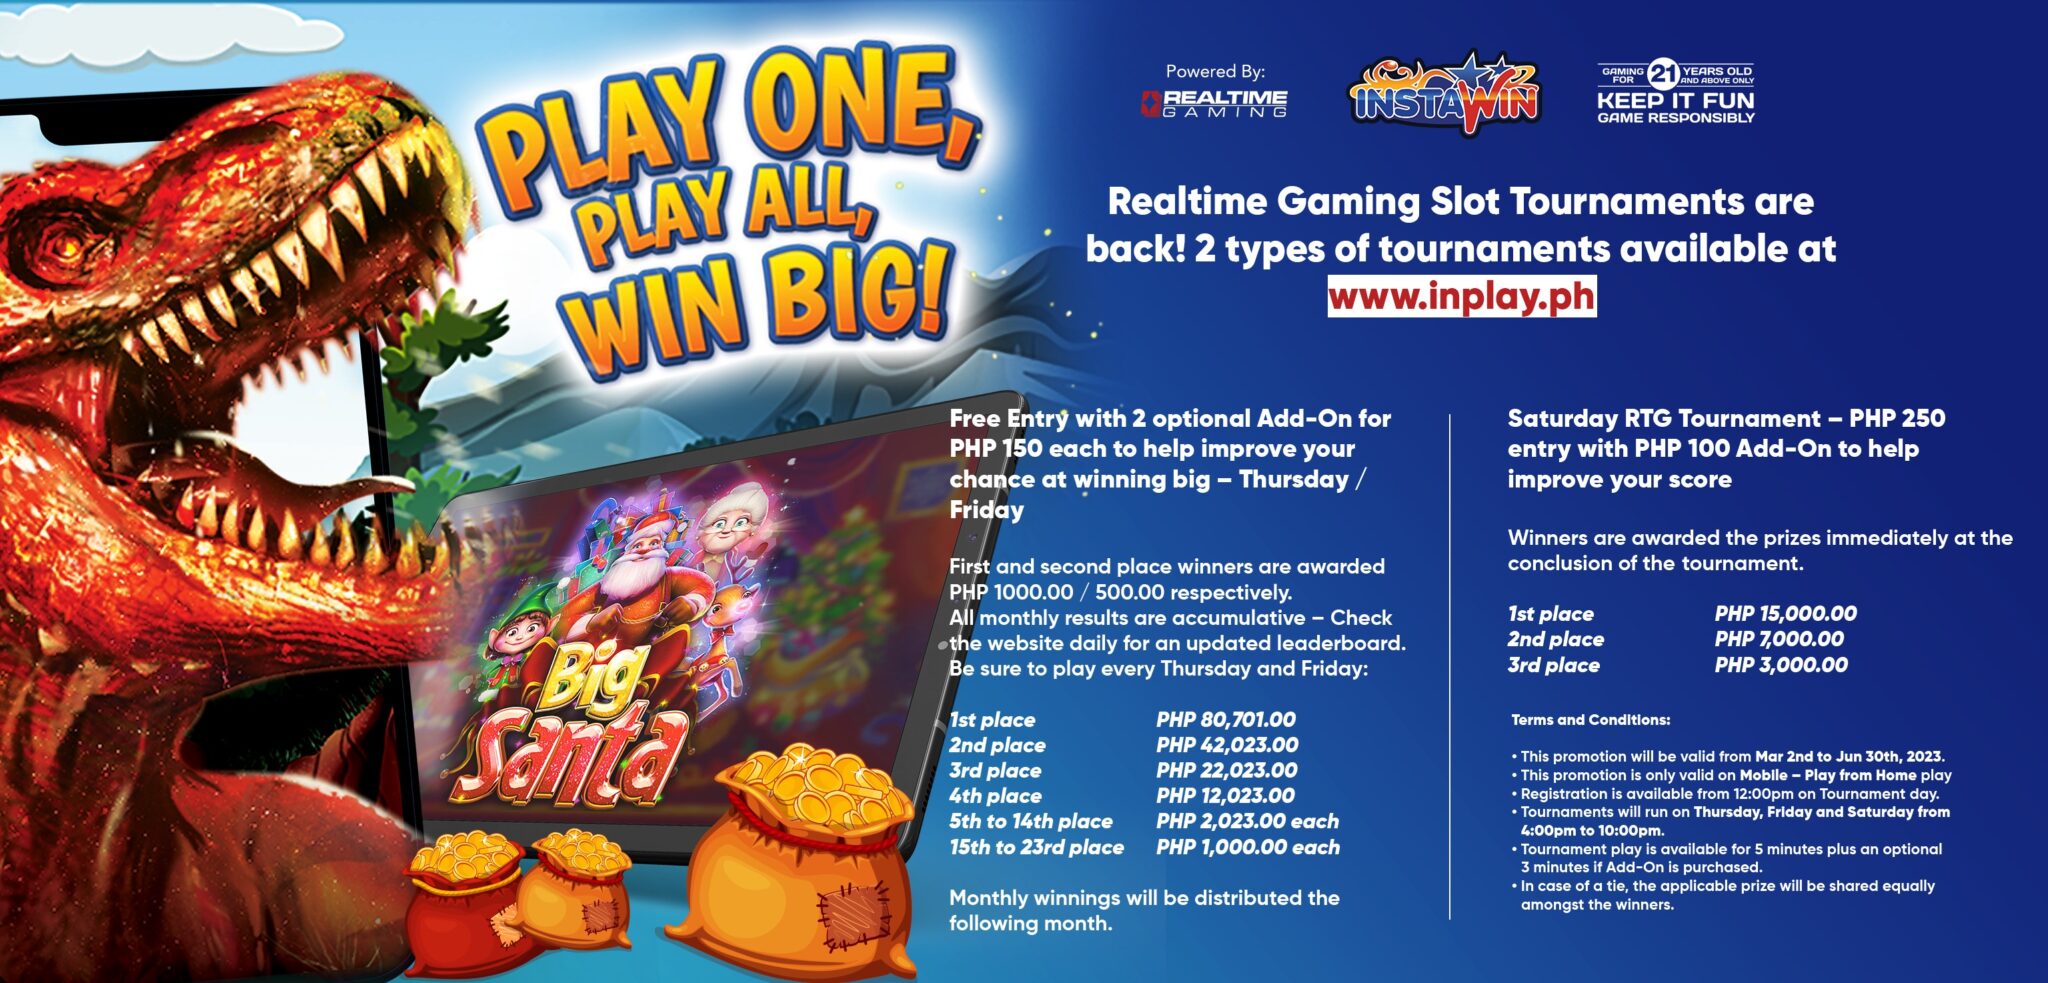 PLAY ONE,
PLAY ALL,
WIN BIG!
Big
Santa
Powered By:
REALTIME
GAMING
INSTAWIN
GAMING FOR 21 YEARS OLD AND ABOVE ONLY
KEEP IT FUN
GAME RESPONSIBLY
Realtime Gaming Slot Tournaments are
back! 2 types of tournaments available at
www.inplay.ph
Free Entry with 2 optional Add-On for
PHP 150 each to help improve your
chance at winning big – Thursday /
Friday
First and second place winners are awarded
PHP 1000.00 / 500.00 respectively.
All monthly results are accumulative – Check
the website daily for an updated leaderboard.
Be sure to play every Thursday and Friday:
1st place PHP 80,701.00
2nd place PHP 42,023.00
3rd place PHP 22,023.00
4th place PHP 12,023.00
5th to 14th place PHP 2,023.00 each
15th to 23rd place PHP 1,000.00 each
Monthly winnings will be distributed the
following month.
Saturday RTG Tournament – PHP 250
entry with PHP 100 Add-On to help
improve your score
Winners are awarded the prizes immediately at the
conclusion of the tournament.
1st place PHP 15,000.00
2nd place PHP 7,000.00
3rd place PHP 3,000.00
Terms and Conditions:
• This promotion will be valid from Mar 2nd to Jun 30th, 2023.
• This promotion is only valid on Mobile – Play from Home play
• Registration is available from 12:00pm on Tournament day.
• Tournaments will run on Thursday, Friday and Saturday from
4:00pm to 10:00pm.
• Tournament play is available for 5 minutes plus an optional
3 minutes if Add-On is purchased.
• In case of a tie, the applicable prize will be shared equally
amongst the winners.